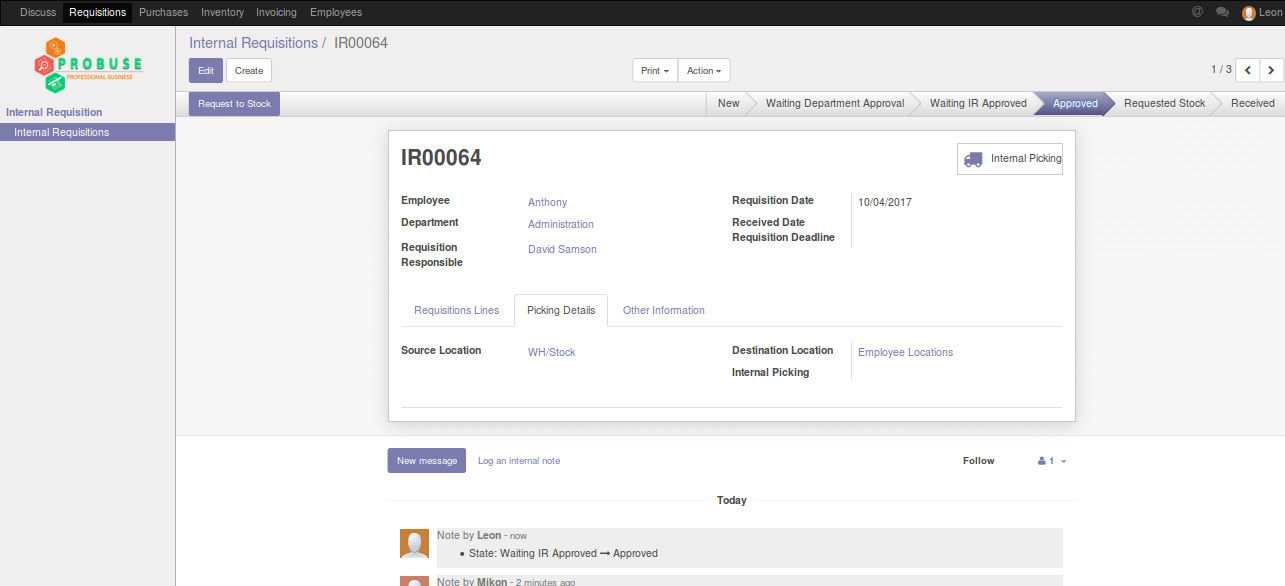 Discuss Requisitions Purchases Inventory Invoicing Employees @ Leon
PROBUSE
PROFESSIONAL BUSINESS
Internal Requisition
Internal Requisitions
Internal Requisitions / IR00064
Edit Create Print Action 1 / 3
Request to Stock New Waiting Department Approval Waiting IR Approved Approved Requested Stock Received
IR00064
Internal Picking
Employee Anthony
Department Administration
Requisition Responsible David Samson
Requisition Date 10/04/2017
Received Date
Requisition Deadline
Requisitions Lines Picking Details Other Information
Source Location WH/Stock
Destination Location Employee Locations
Internal Picking
New message Log an internal note Follow 1
Today
Note by Leon - now
• State: Waiting IR Approved → Approved
Note by Mikon - 2 minutes ago